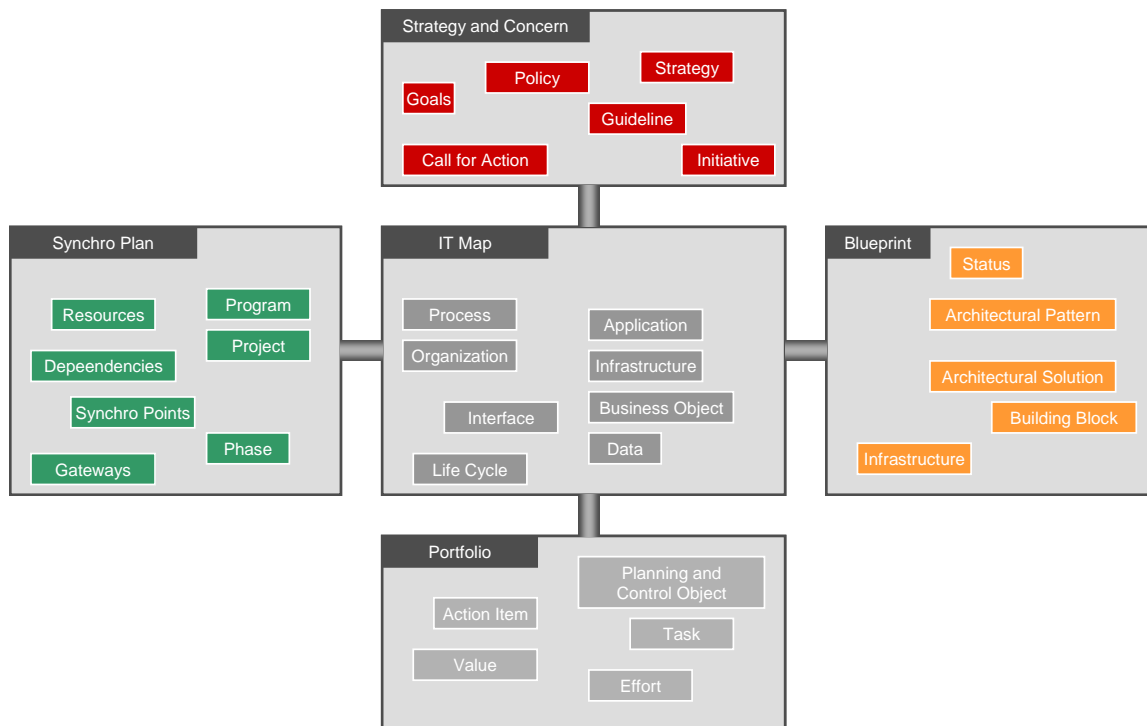 Strategy and Concern
Policy
Strategy
Goals
Guideline
Call for Action
Initiative
Synchro Plan
Resources
Program
Project
Depeendencies
Synchro Points
Phase
Gateways
IT Map
Process
Application
Organization
Infrastructure
Interface
Business Object
Data
Life Cycle
Blueprint
Status
Architectural Pattern
Architectural Solution
Building Block
Infrastructure
Portfolio
Planning and
Control Object
Action Item
Task
Value
Effort